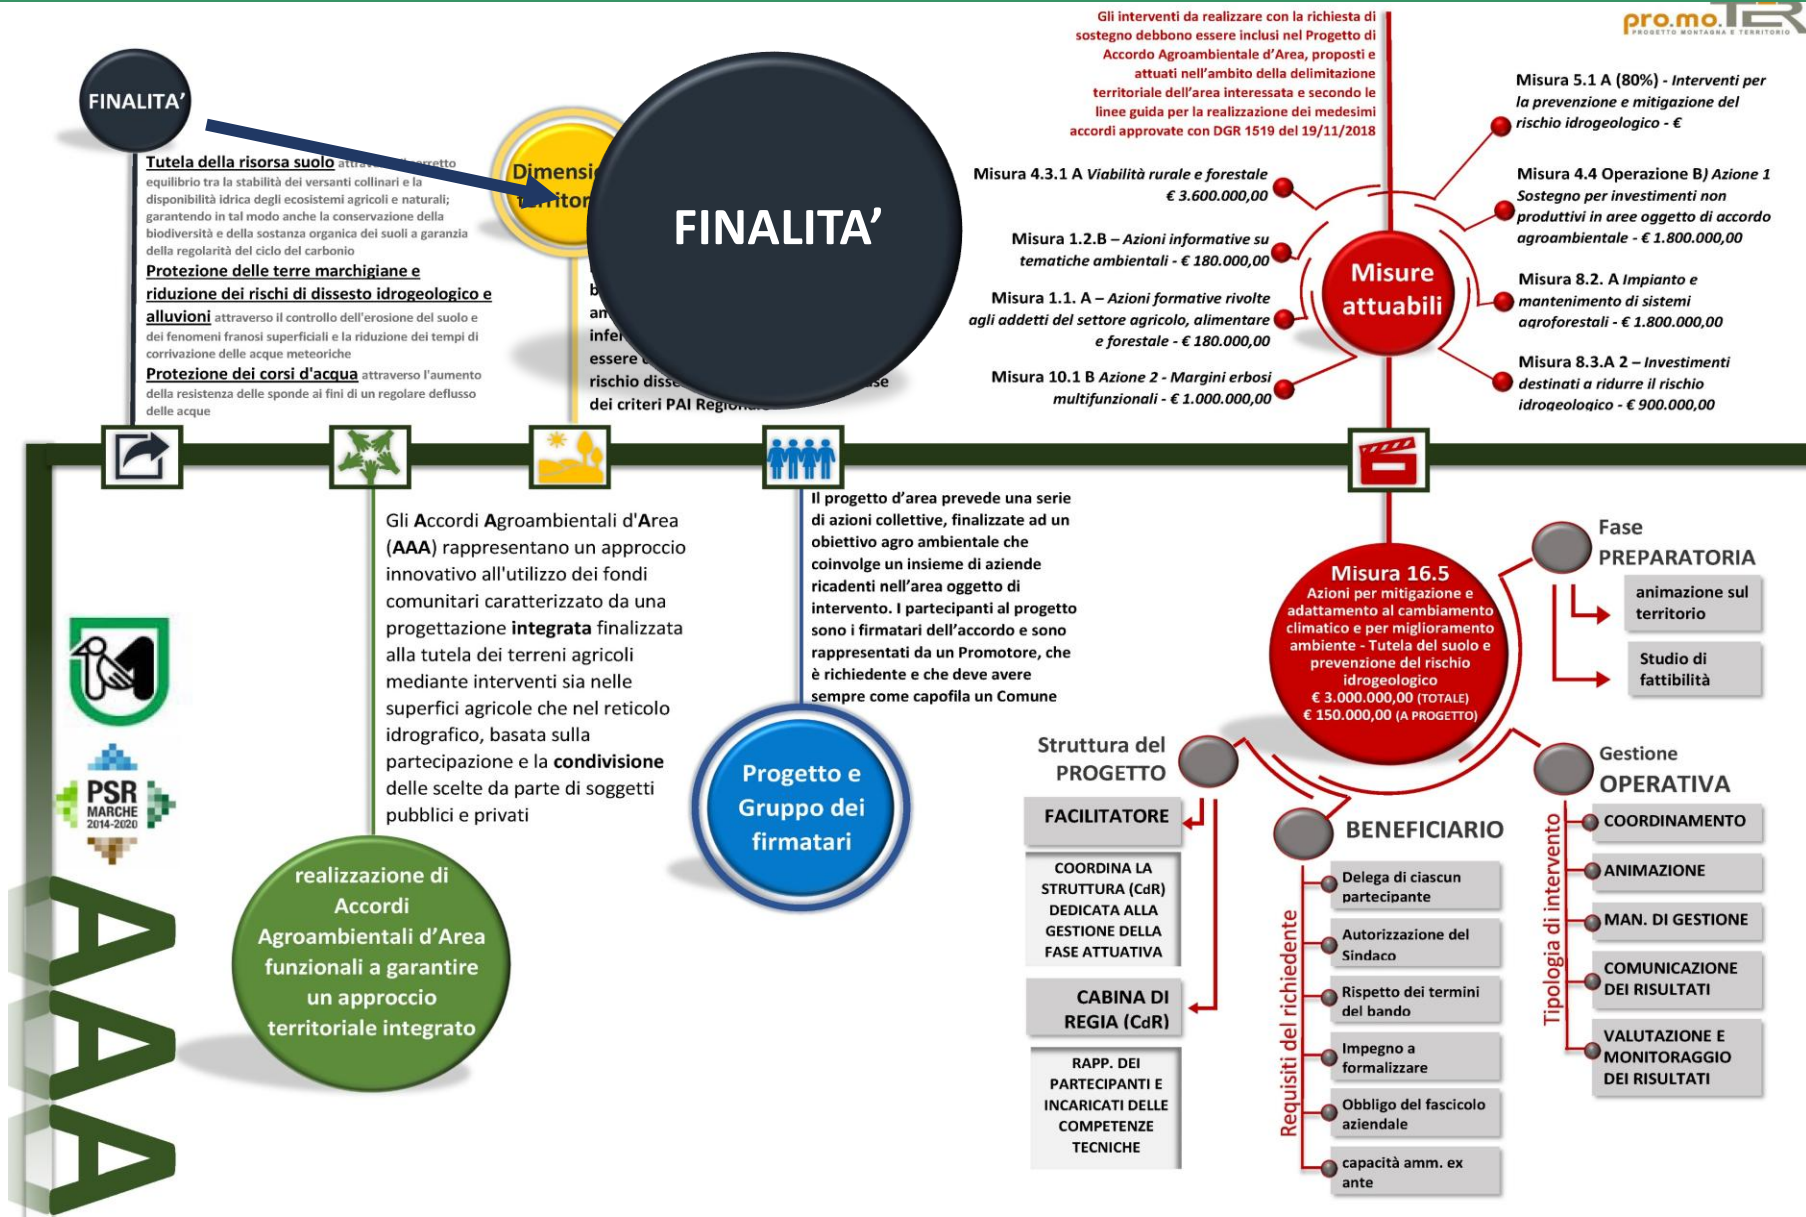 pro.mo.TER
PROGETTO MONTAGNA E TERRITORIO
FINALITA'
Tutela della risorsa suolo
equilibrio tra la stabilità dei versanti collinari e la
disponibilità idrica degli ecosistemi agricoli e naturali;
garantendo in tal modo anche la conservazione della
biodiversità e della sostanza organica dei suoli a garanzia
della regolarità del ciclo del carbonio
Protezione delle terre marchigiane e
riduzione dei rischi di dissesto idrogeologico e
alluvioni attraverso il controllo dell'erosione del suolo e
dei fenomeni franosi superficiali e la riduzione dei tempi di
corrivazione delle acque meteoriche
Protezione dei corsi d'acqua attraverso l'aumento
della resistenza delle sponde ai fini di un regolare deflusso
delle acque
Dimensio
territor
FINALITA'
essere
rischio disse
dei criteri PAI
Gli interventi da realizzare con la richiesta di
sostegno debbono essere inclusi nel Progetto di
Accordo Agroambientale d'Area, proposti e
attuati nell'ambito della delimitazione
territoriale dell'area interessata e secondo le
linee guida per la realizzazione dei medesimi
accordi approvate con DGR 1519 del 19/11/2018
Misura 4.3.1 A Viabilità rurale e forestale
€ 3.600.000,00
Misura 1.2.B – Azioni informative su
tematiche ambientali - € 180.000,00
Misura 1.1. A – Azioni formative rivolte
agli addetti del settore agricolo, alimentare
e forestale - € 180.000,00
Misura 10.1 B Azione 2 - Margini erbosi
multifunzionali - € 1.000.000,00
Misure
attuabili
Misura 5.1 A (80%) - Interventi per
la prevenzione e mitigazione del
rischio idrogeologico - €
Misura 4.4 Operazione B) Azione 1
Sostegno per investimenti non
produttivi in aree oggetto di accordo
agroambientale - € 1.800.000,00
Misura 8.2. A Impianto e
mantenimento di sistemi
agroforestali - € 1.800.000,00
Misura 8.3.A 2 – Investimenti
destinati a ridurre il rischio
idrogeologico - € 900.000,00
Gli Accordi Agroambientali d'Area
(AAA) rappresentano un approccio
innovativo all'utilizzo dei fondi
comunitari caratterizzato da una
progettazione integrata finalizzata
alla tutela dei terreni agricoli
mediante interventi sia nelle
superfici agricole che nel reticolo
idrografico, basata sulla
partecipazione e la condivisione
delle scelte da parte di soggetti
pubblici e privati
realizzazione di
Accordi
Agroambientali d'Area
funzionali a garantire
un approccio
territoriale integrato
PSR
MARCHE
2014-2020
AAA
Il progetto d'area prevede una serie
di azioni collettive, finalizzate ad un
obiettivo agro ambientale che
coinvolge un insieme di aziende
ricadenti nell'area oggetto di
intervento. I partecipanti al progetto
sono i firmatari dell'accordo e sono
rappresentati da un Promotore, che
è richiedente e che deve avere
sempre come capofila un Comune
Progetto e
Gruppo dei
firmatari
Misura 16.5
Azioni per mitigazione e
adattamento al cambiamento
climatico e per miglioramento
ambiente - Tutela del suolo e
prevenzione del rischio
idrogeologico
€ 3.000.000,00 (TOTALE)
€ 150.000,00 (A PROGETTO)
Fase
PREPARATORIA
animazione sul
territorio
Studio di
fattibilità
Struttura del
PROGETTO
FACILITATORE
COORDINA LA
STRUTTURA (CdR)
DEDICATA ALLA
GESTIONE DELLA
FASE ATTUATIVA
CABINA DI
REGIA (CdR)
RAPP. DEI
PARTECIPANTI E
INCARICATI DELLE
COMPETENZE
TECNICHE
BENEFICIARIO
Requisiti del richiedente
Delega di ciascun
partecipante
Autorizzazione del
Sindaco
Rispetto dei termini
del bando
Impegno a
formalizzare
Obbligo del fascicolo
aziendale
capacità amm. ex
ante
Gestione
OPERATIVA
Tipologia di intervento
COORDINAMENTO
ANIMAZIONE
MAN. DI GESTIONE
COMUNICAZIONE
DEI RISULTATI
VALUTAZIONE E
MONITORAGGIO
DEI RISULTATI